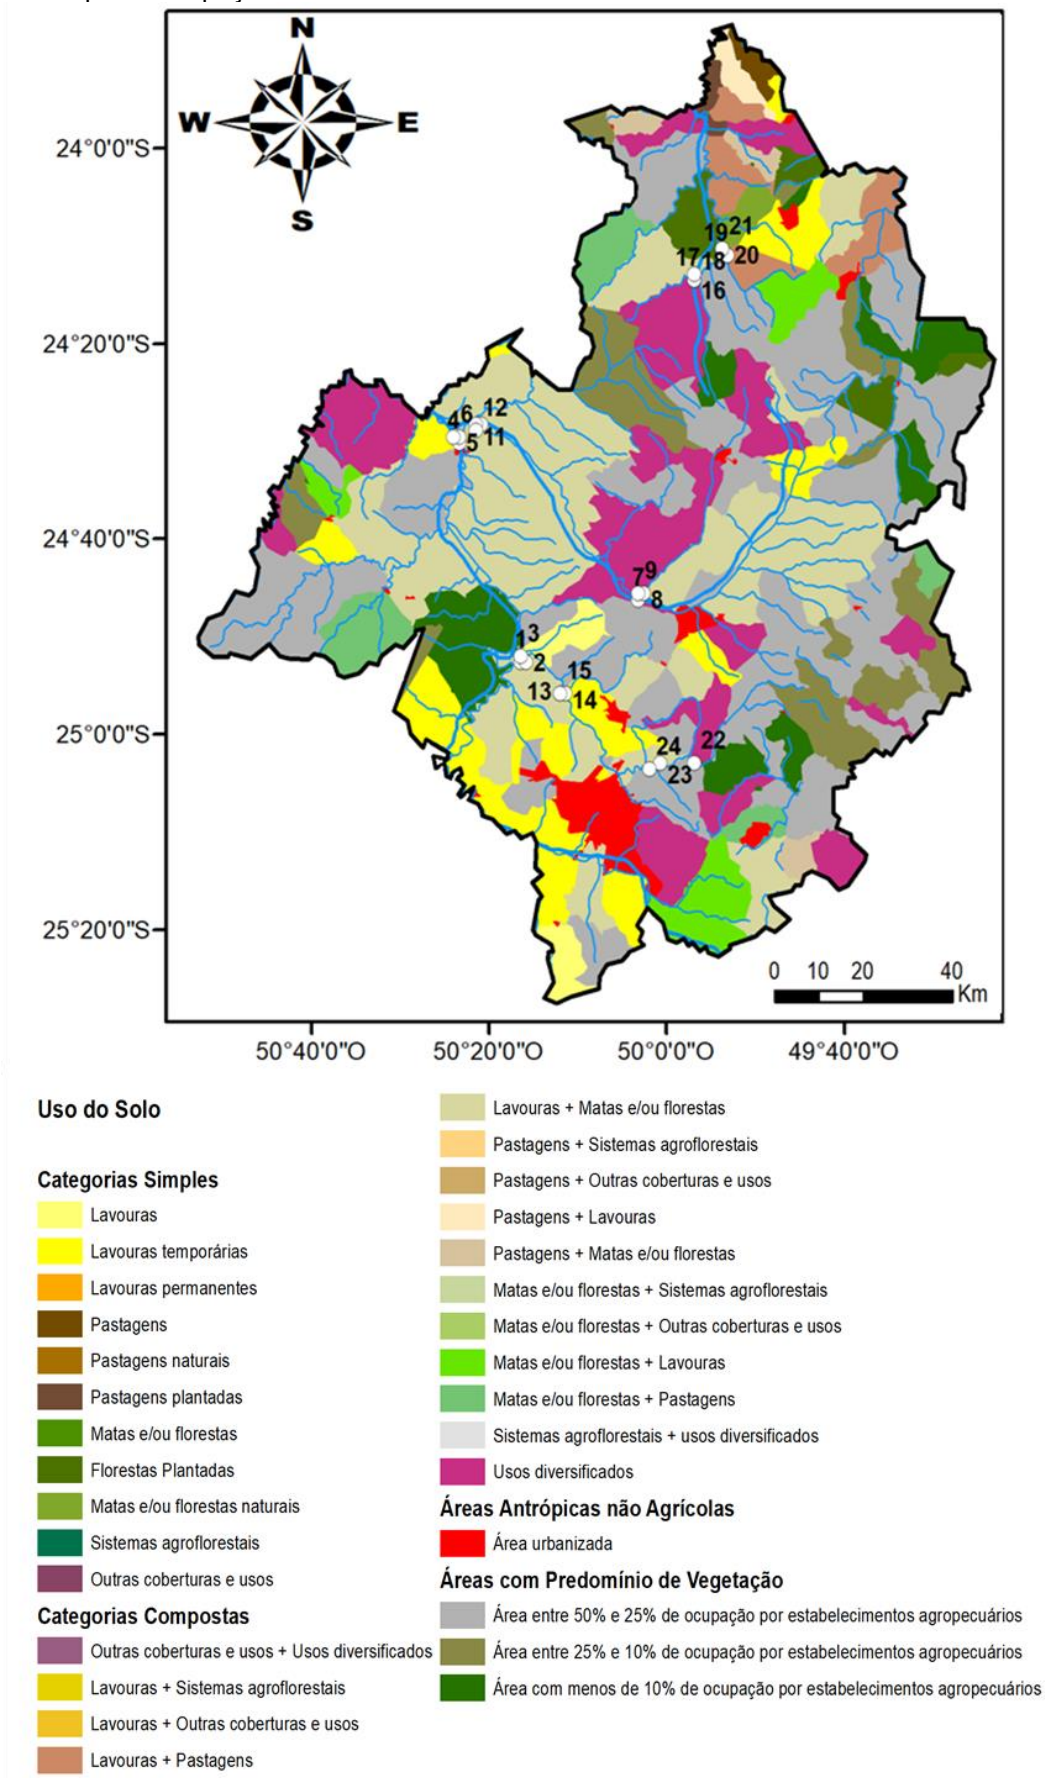 N
W E
S
24°0'0"S
24°20'0"S
24°40'0"S
25°0'0"S
25°20'0"S
19 21
17 18 20
16
46 12
5 11
79
8
13
2
15
13 14
24 22
23
0 10 20 40
Km
50°40'0"O 50°20'0"O 50°0'0"O 49°40'0"O
Uso do Solo
Categorias Simples
Lavouras
Lavouras temporárias
Lavouras permanentes
Pastagens
Pastagens naturais
Pastagens plantadas
Matas e/ou florestas
Florestas Plantadas
Matas e/ou florestas naturais
Sistemas agroflorestais
Outras coberturas e usos
Categorias Compostas
Outras coberturas e usos + Usos diversificados
Lavouras + Sistemas agroflorestais
Lavouras + Outras coberturas e usos
Lavouras + Pastagens
Lavouras + Matas e/ou florestas
Pastagens + Sistemas agroflorestais
Pastagens + Outras coberturas e usos
Pastagens + Lavouras
Pastagens + Matas e/ou florestas
Matas e/ou florestas + Sistemas agroflorestais
Matas e/ou florestas + Outras coberturas e usos
Matas e/ou florestas + Lavouras
Matas e/ou florestas + Pastagens
Sistemas agroflorestais + usos diversificados
Usos diversificados
Áreas Antrópicas não Agrícolas
Área urbanizada
Áreas com Predomínio de Vegetação
Área entre 50% e 25% de ocupação por estabelecimentos agropecuários
Área entre 25% e 10% de ocupação por estabelecimentos agropecuários
Área com menos de 10% de ocupação por estabelecimentos agropecuários